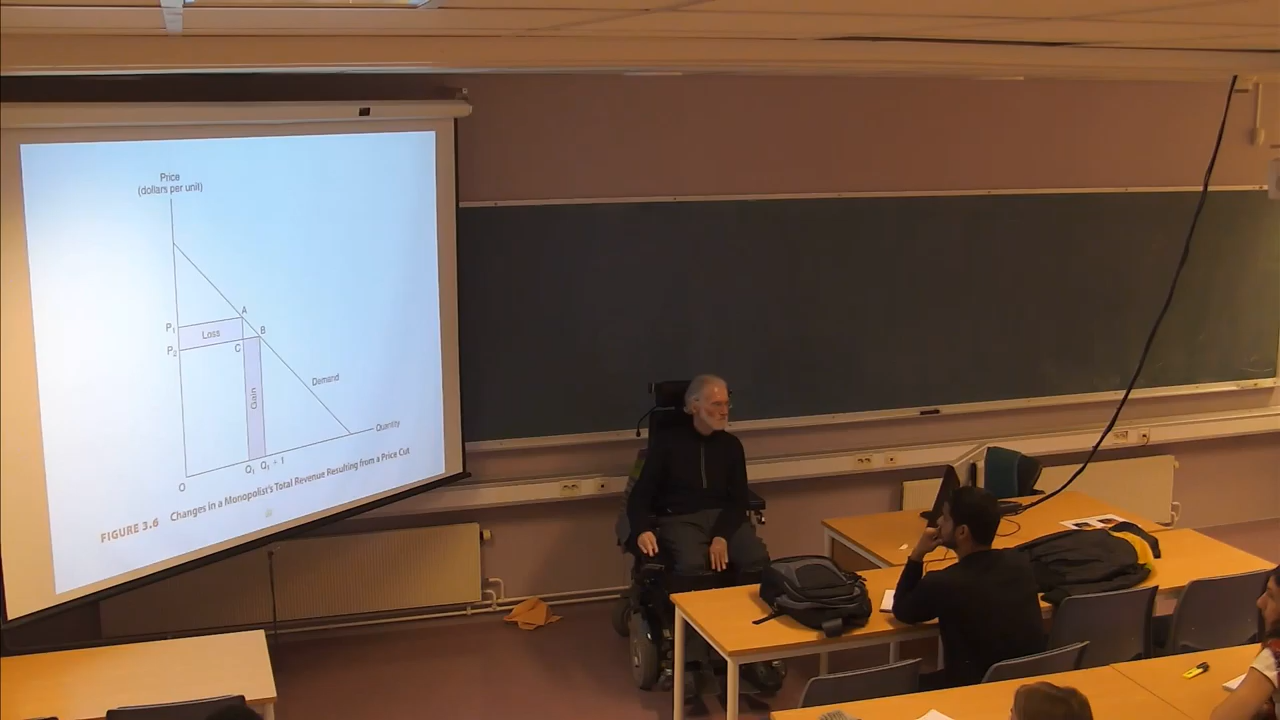 Price
(dollars per unit)
A
P1
Loss
B
P2
C
Gain
Demand
Quantity
Q1 Q1 + 1
O
FIGURE 3.6 Changes in a Monopolist's Total Revenue Resulting from a Price Cut